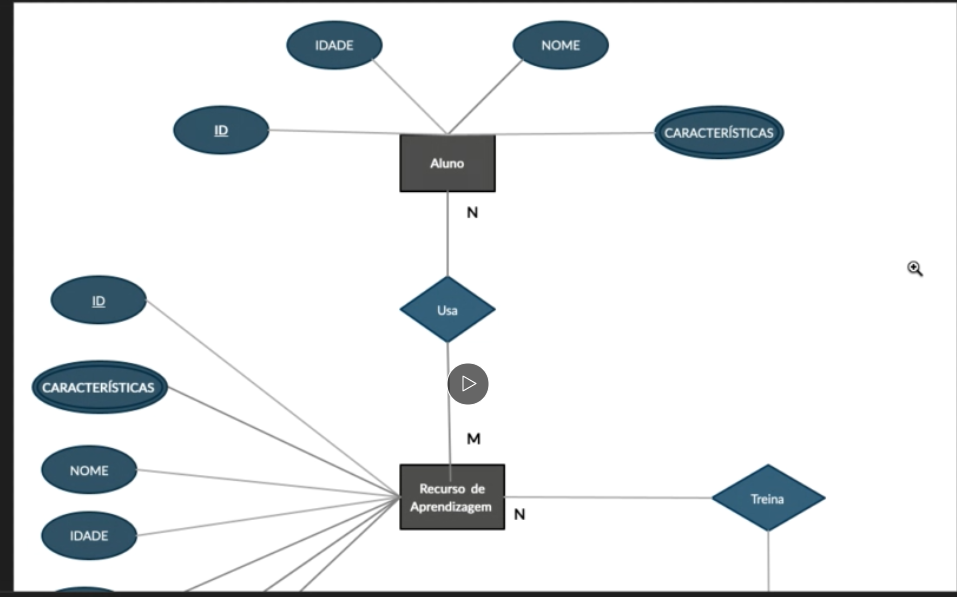 IDADE
NOME
ID
CARACTERÍSTICAS
Aluno
N
ID
Usa
CARACTERÍSTICAS
M
NOME
Recurso de
Aprendizagem
Treina
N
IDADE